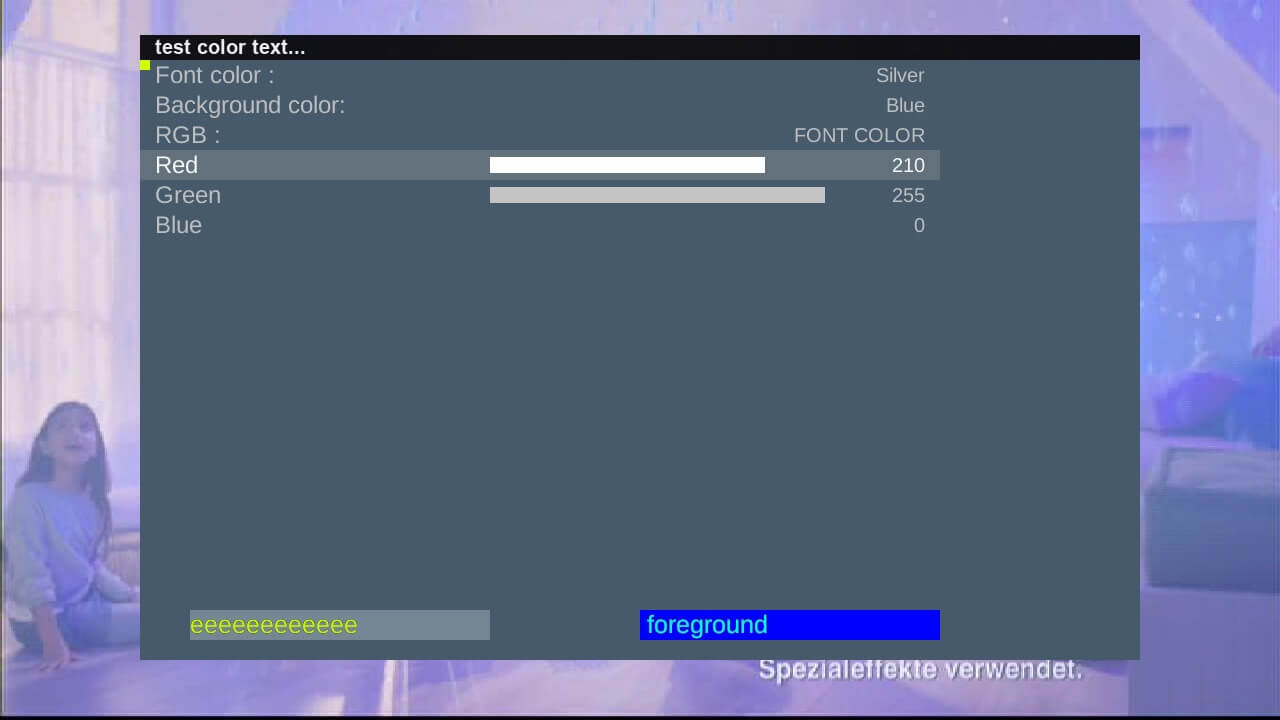 test color text...
Font color : Silver
Background color: Blue
RGB : FONT COLOR
Red 210
Green 255
Blue 0
eeeeeeeeeeee foreground
Spezialeffekte verwendet.